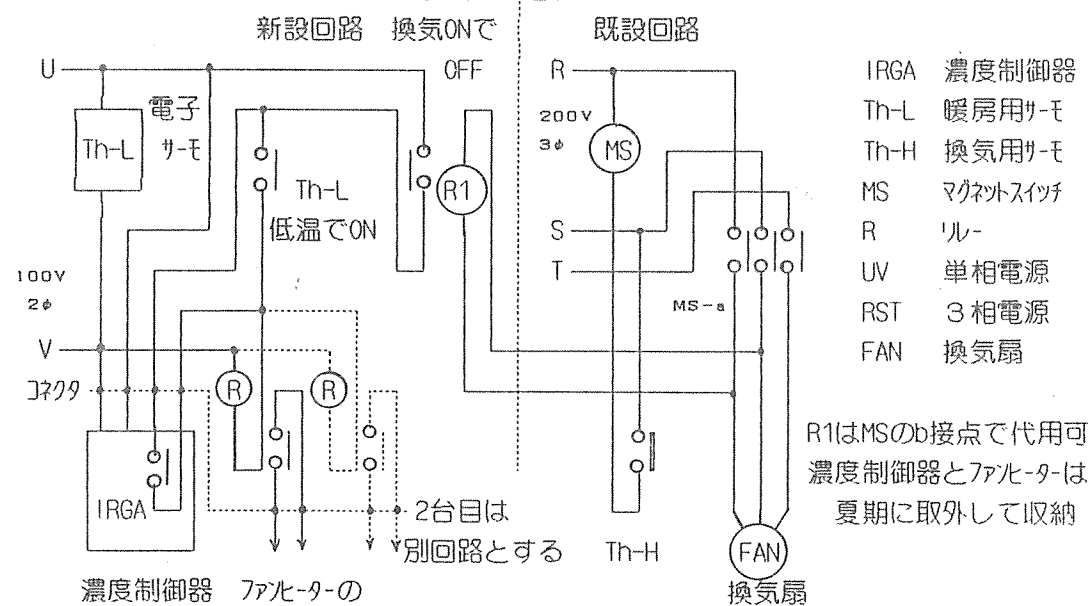 新設回路 換気ONで
OFF
既設回路
U
電子
サーモ
Th-L
Th-L
低温でON
R1
100V
2φ
V
コネクタ
R
R
IRGA
2台目は
別回路とする
濃度制御器 ファンヒーターの
R
200V
3φ
MS
S
T
MS-a
Th-H
FAN
換気扇
IRGA 濃度制御器
Th-L 暖房用サーモ
Th-H 換気用サーモ
MS マグネットスイッチ
R リレー
UV 単相電源
RST 3相電源
FAN 換気扇
R1はMSのb接点で代用可
濃度制御器とファンヒーターは
夏期に取外して収納